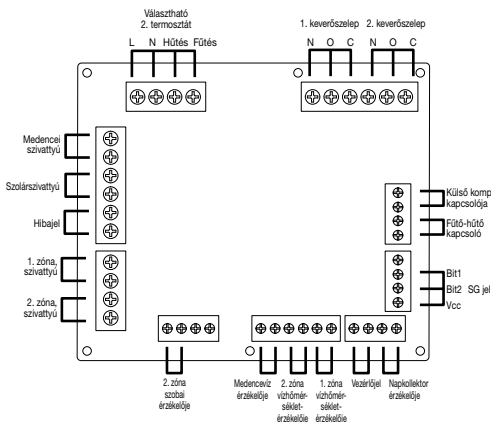 Választható
2. termosztát
L N Hűtés Fűtés
1. keverőszelep 2. keverőszelep
N O C N O C
Medencei
szivattyú
Szolárszivattyú
Hibajel
1. zóna,
szivattyú
2. zóna,
szivattyú
Külső komp
kapcsolója
Fűtő-hűtő
kapcsoló
Bit1
Bit2 SG jel
Vcc
2. zóna
szobai
érzékelője
Medencevíz
érzékelője
2. zóna
vízhőmér-
séklet-
érzékelője
1. zóna
vízhőmér-
séklet-
érzékelője
Vezérlőjel
Napkollektor
érzékelője